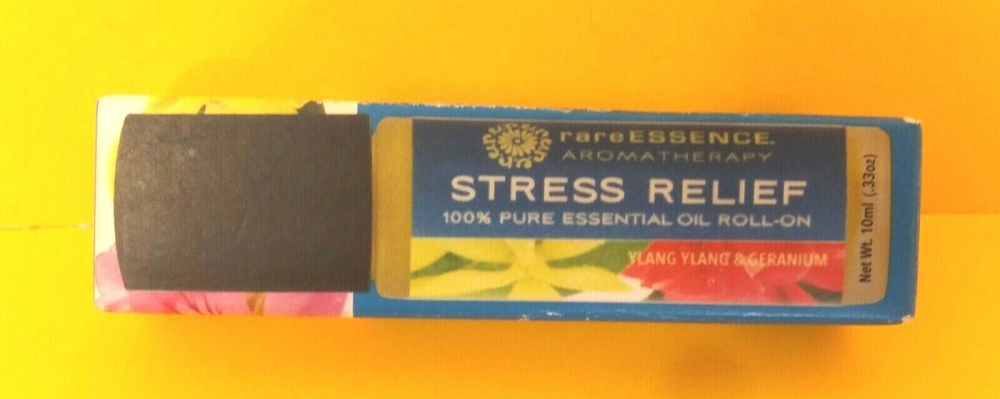 rareESSENCE.
AROMATHERAPY
STRESS RELIEF
100% PURE ESSENTIAL OIL ROLL-ON
YLANG YLANG & GERANIUM
Net Wt. 10ml (.33oz)